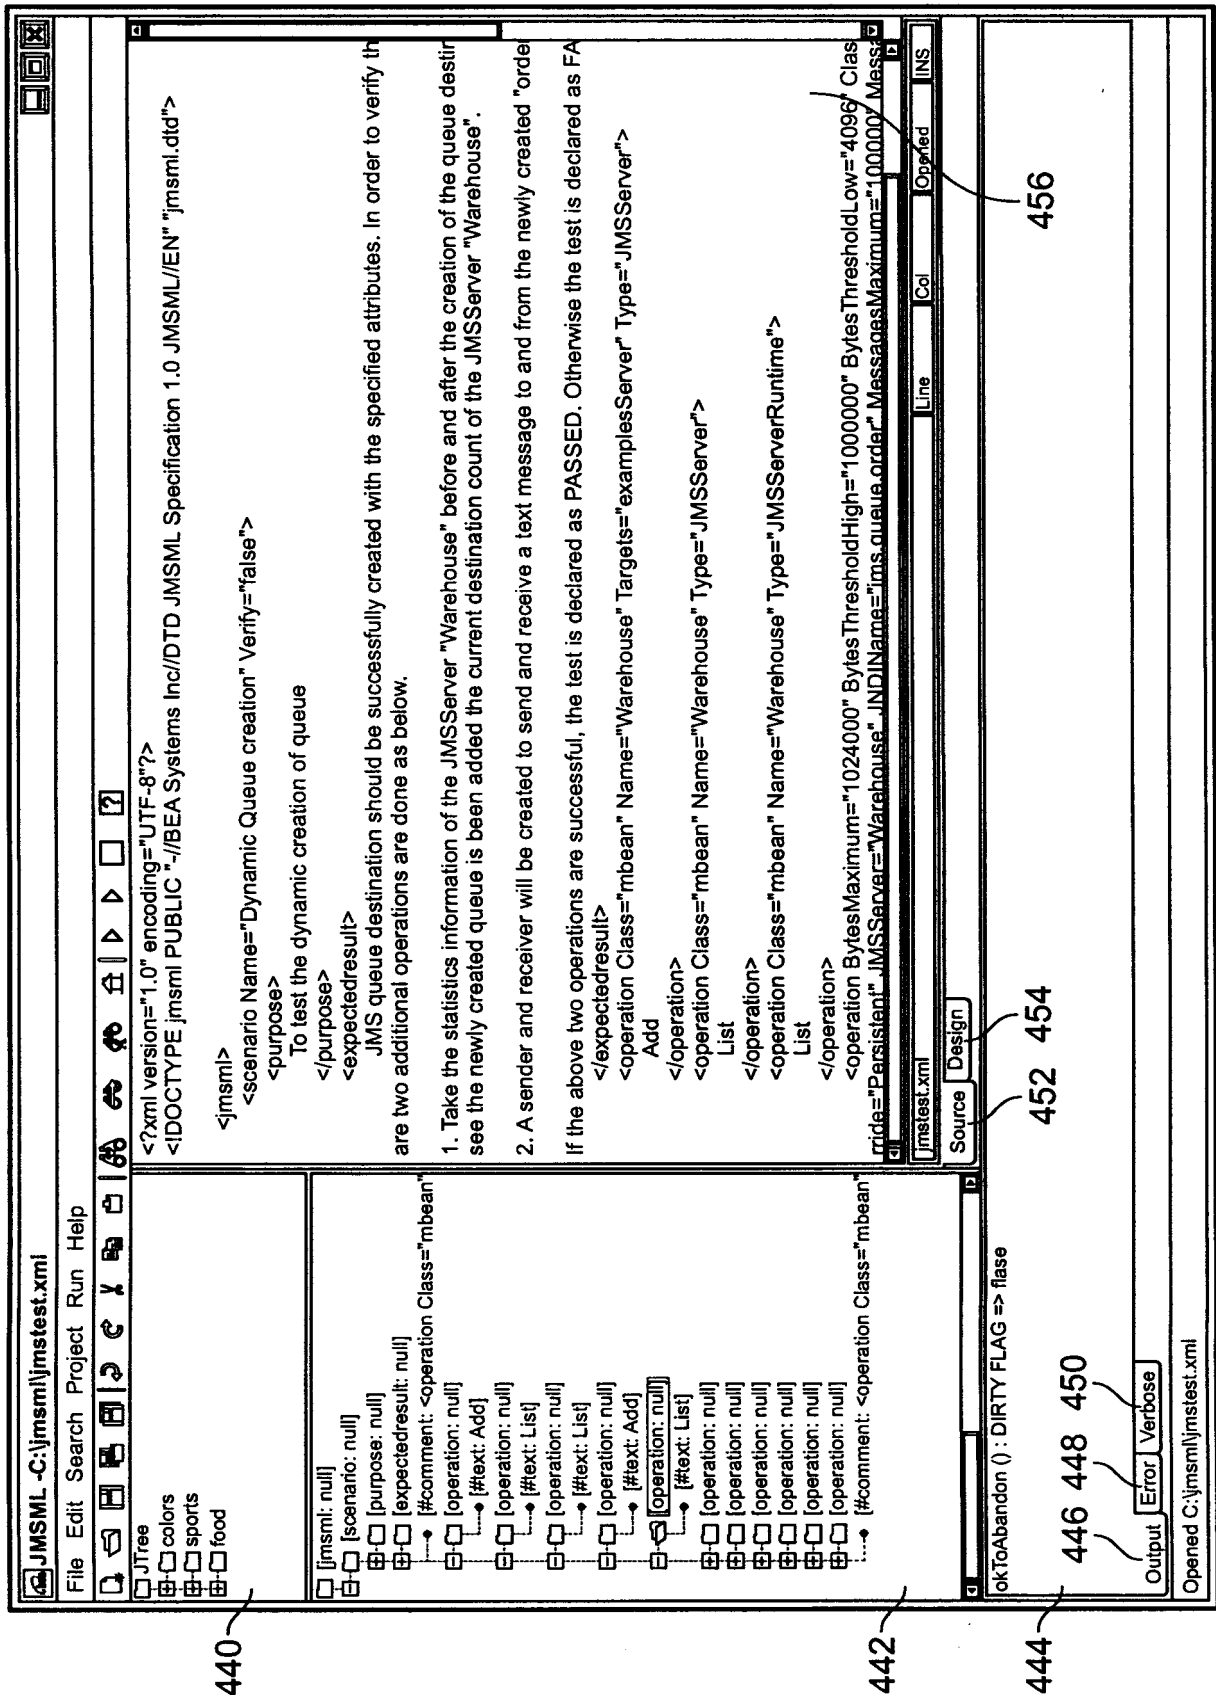 JMSML -C:\jmsml\jmstest.xml
File Edit Search Project Run Help
?
JTree
colors
sports
food
440
[jmsml: null]
[scenario: null]
[purpose: null]
[expectedresult: null]
[#comment: <operation Class="mbean"
[operation: null]
[#text: Add]
[operation: null]
[#text: List]
[operation: null]
[#text: List]
[operation: null]
[#text: Add]
[operation: null]
[#text: List]
[operation: null]
[operation: null]
[operation: null]
[operation: null]
[operation: null]
[operation: null]
[#comment: <operation Class="mbean"
442
<?xml version="1.0" encoding="UTF-8"?>
<!DOCTYPE jmsml PUBLIC "-//BEA Systems Inc//DTD JMSML Specification 1.0 JMSML//EN" "jmsml.dtd">
<jmsml>
<scenario Name="Dynamic Queue creation" Verify="false">
<purpose>
To test the dynamic creation of queue
</purpose>
<expectedresult>
JMS queue destination should be successfully created with the specified attributes. In order to verify th
are two additional operations are done as below.
1. Take the statistics information of the JMSServer "Warehouse" before and after the creation of the queue destir
see the newly created queue is been added the current destination count of the JMSServer "Warehouse".
2. A sender and receiver will be created to send and receive a text message to and from the newly created "orde
If the above two operations are successful, the test is declared as PASSED. Otherwise the test is declared as FA
</expectedresult>
<operation Class="mbean" Name="Warehouse" Targets="examplesServer" Type="JMSServer">
Add
</operation>
<operation Class="mbean" Name="Warehouse" Type="JMSServer">
List
</operation>
<operation Class="mbean" Name="Warehouse" Type="JMSServerRuntime">
List
</operation>
<operation BytesMaximum="1024000" BytesThresholdHigh="1000000" BytesThresholdLow="4096" Clas
rride="Persistent" JMSServer="Warehouse" JNDIName="jms.queue.order" MessagesMaximum="100000" Messa
456
jmstest.xml Line Col Opened INS
Source Design
452 454
okToAbandon () : DIRTY FLAG => flase
444
446 448 450
Output Error Verbose
Opened C:\jmsml\jmstest.xml